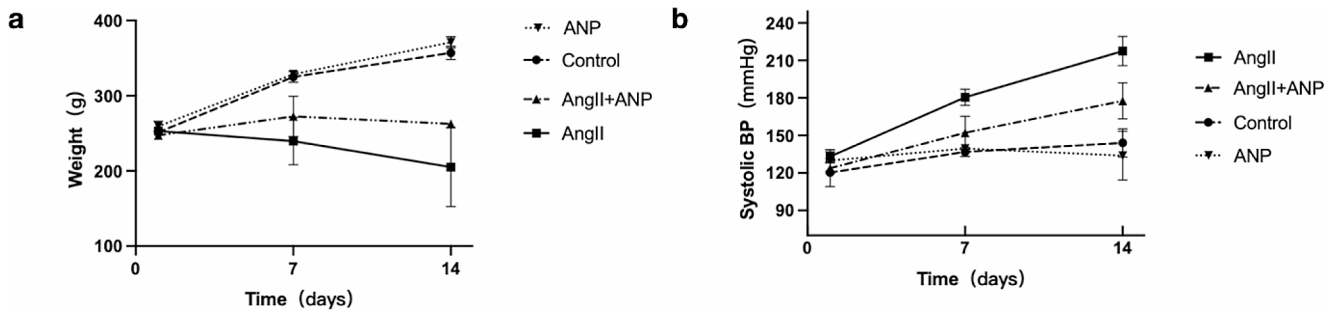 a
400
300
200
100
0
7
14
Weight（g）
Time（days）
ANP
Control
AngII+ANP
AngII
b
240
210
180
150
120
90
0
7
14
Systolic BP（mmHg）
Time（days）
AngII
AngII+ANP
Control
ANP